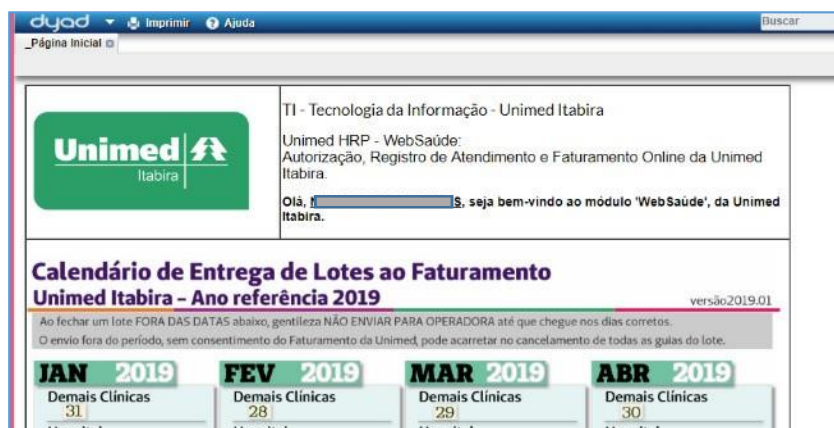 dyad Imprimir Ajuda Buscar
_Página Inicial
Unimed
Itabira
TI - Tecnologia da Informação - Unimed Itabira
Unimed HRP - WebSaúde:
Autorização, Registro de Atendimento e Faturamento Online da Unimed
Itabira.
Olá, S, seja bem-vindo ao módulo 'WebSaúde', da Unimed
Itabira.
Calendário de Entrega de Lotes ao Faturamento
Unimed Itabira – Ano referência 2019 versão2019.01
Ao fechar um lote FORA DAS DATAS abaixo, gentileza NÃO ENVIAR PARA OPERADORA até que chegue nos dias corretos.
O envio fora do período, sem consentimento do Faturamento da Unimed, pode acarretar no cancelamento de todas as guias do lote.
JAN 2019 FEV 2019 MAR 2019 ABR 2019
Demais Clínicas Demais Clínicas Demais Clínicas Demais Clínicas
31 28 29 30